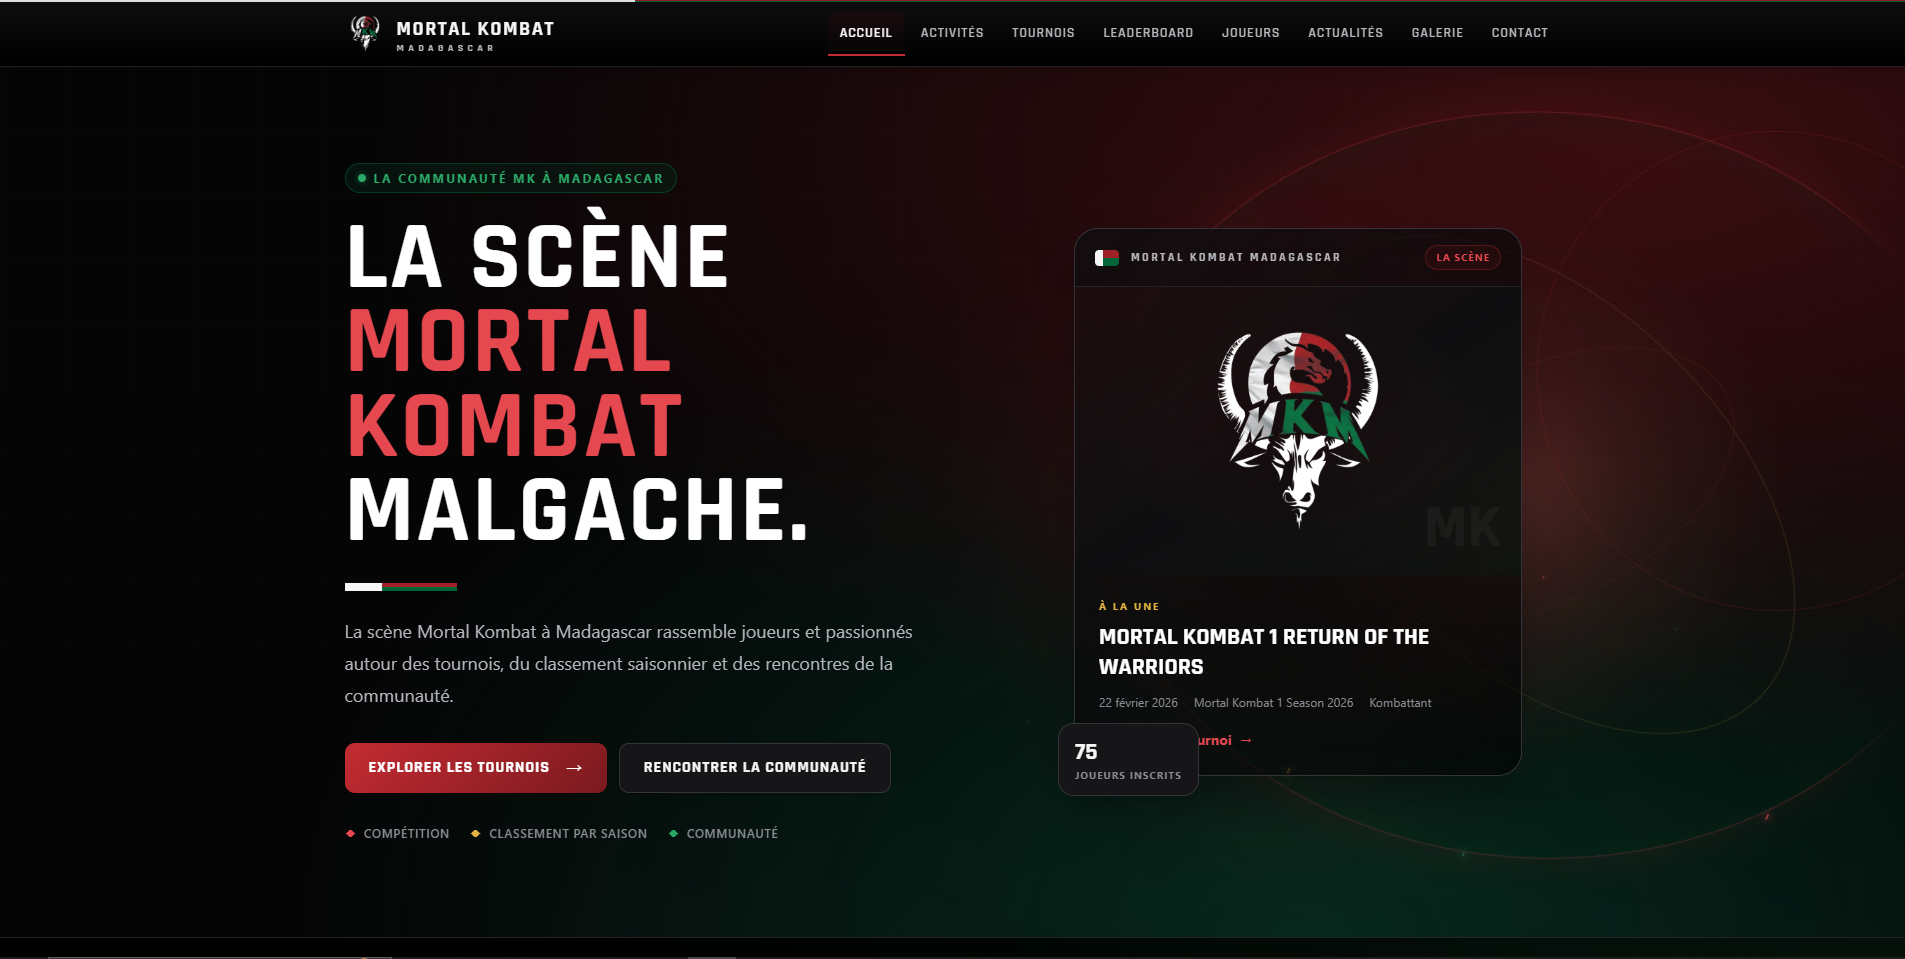 MORTAL KOMBAT
MADAGASCAR
ACCUEIL
ACTIVITÉS
TOURNOIS
LEADERBOARD
JOUEURS
ACTUALITÉS
GALERIE
CONTACT
LA COMMUNAUTÉ MK À MADAGASCAR
LA SCÈNE
MORTAL
KOMBAT
MALGACHE.
La scène Mortal Kombat à Madagascar rassemble joueurs et passionnés
autour des tournois, du classement saisonnier et des rencontres de la
communauté.
EXPLORER LES TOURNOIS →
RENCONTRER LA COMMUNAUTÉ
COMPÉTITION
CLASSEMENT PAR SAISON
COMMUNAUTÉ
MORTAL KOMBAT MADAGASCAR
LA SCÈNE
MKM
MK
À LA UNE
MORTAL KOMBAT 1 RETURN OF THE
WARRIORS
22 février 2026 Mortal Kombat 1 Season 2026 Kombattant
urnoi →
75
JOUEURS INSCRITS